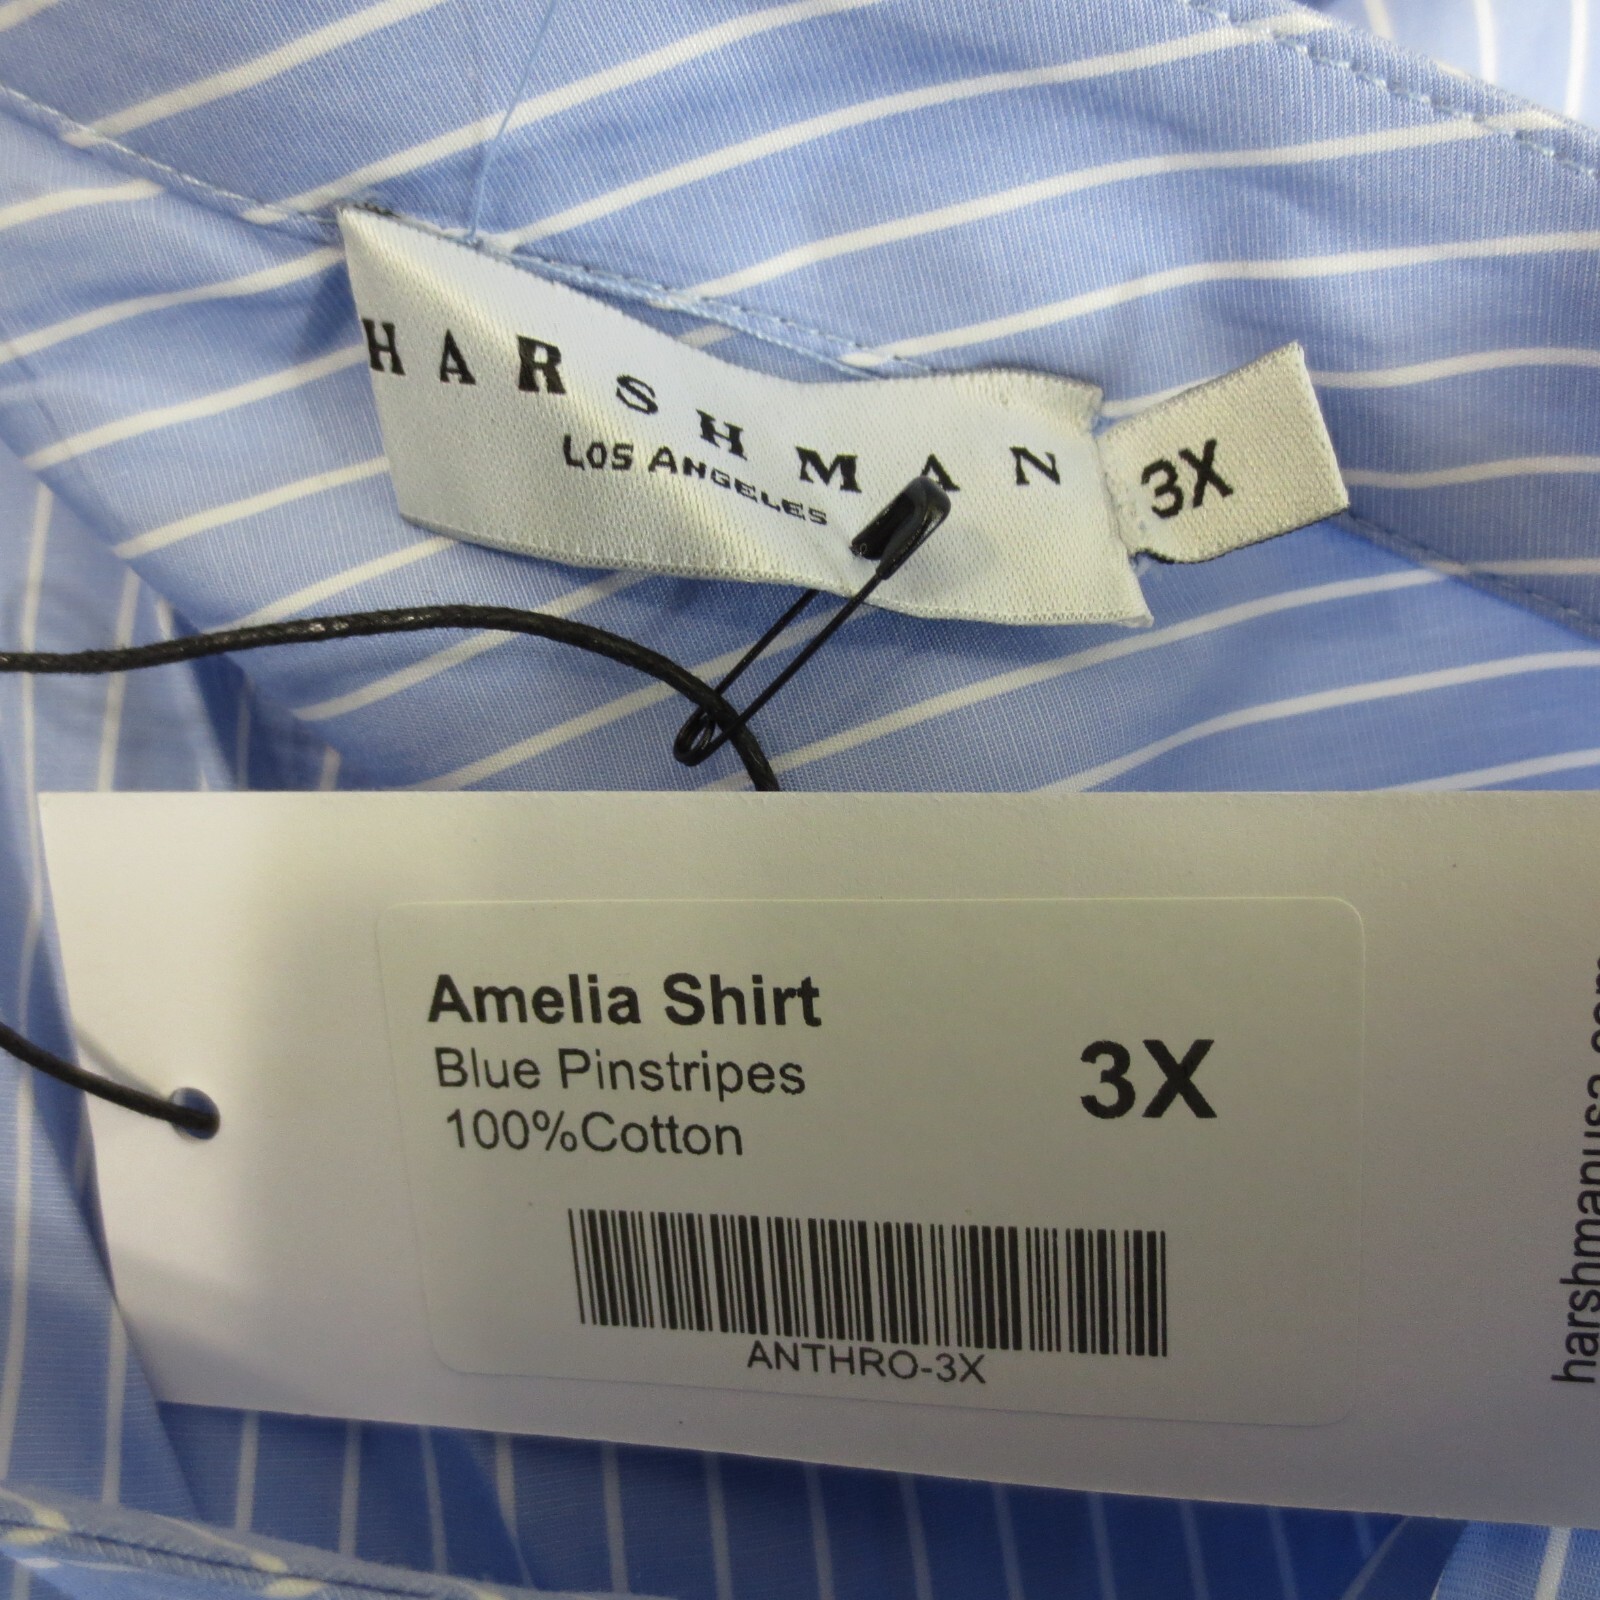 HARSHMAN
LOS ANGELES
3X
Amelia Shirt
Blue Pinstripes
100%Cotton
3X
ANTHRO-3X
harshmanusa.com